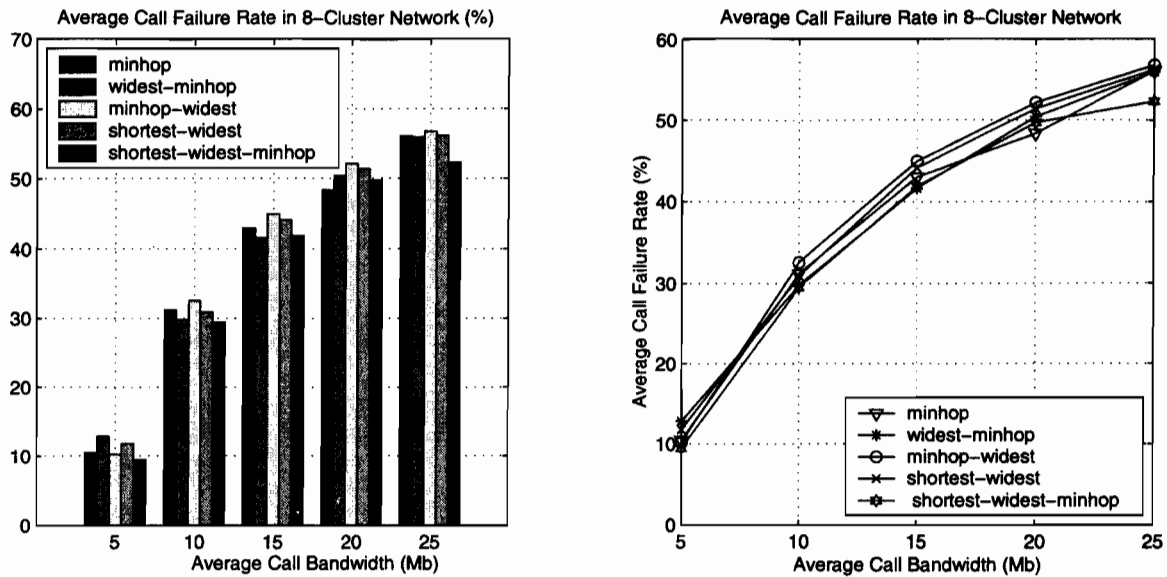 Average Call Failure Rate in 8-Cluster Network (%)
70
60
50
40
30
20
10
0
minhop
widest-minhop
minhop-widest
shortest-widest
shortest-widest-minhop
5 10 15 20 25
Average Call Bandwidth (Mb)
Average Call Failure Rate in 8-Cluster Network
Average Call Failure Rate (%)
60
50
40
30
20
10
0
minhop
widest-minhop
minhop-widest
shortest-widest
shortest-widest-minhop
5 10 15 20 25
Average Call Bandwidth (Mb)